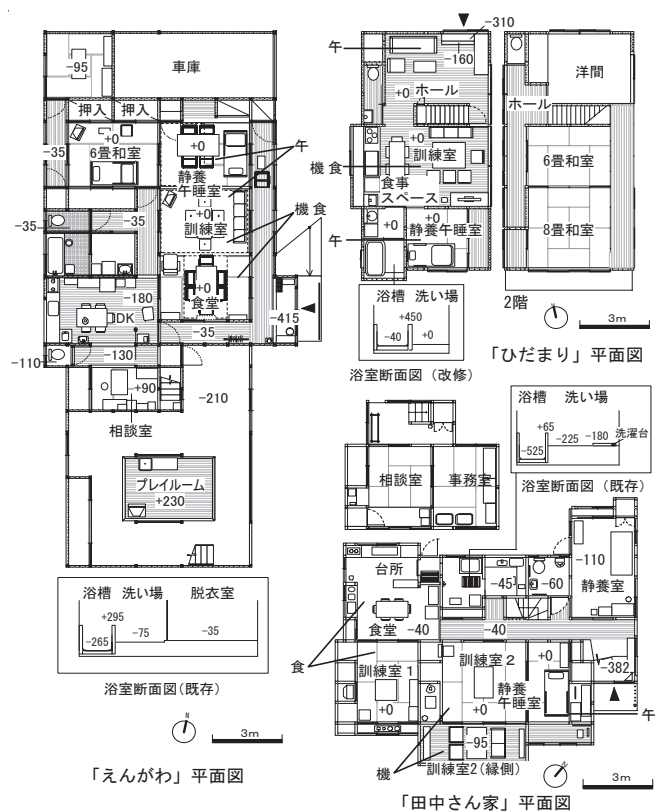 -95
車庫
押入
押入
+0
6畳和室
-35
+0
静養
午睡室
午
+0
訓練室
機 食
-35
-35
+0
食堂
-180
DK
-35
-415
-110
-130
+90
-210
相談室
プレイルーム
+230
浴槽 洗い場 脱衣室
+295
-265
-75
-35
浴室断面図(既存)
N
3m
「えんがわ」平面図
-310
午
-160
ホール
+0
+0
訓練室
機 食
食事
スペース
+0
静養午睡室
午
洋間
ホール
6畳和室
8畳和室
2階
N
3m
浴槽 洗い場
+450
-40
+0
浴室断面図(改修)
「ひだまり」平面図
浴槽 洗い場
+65
-225
-180
洗濯台
-525
浴室断面図(既存)
相談室
事務室
台所
-45
-60
-110
静養室
食堂
-40
-40
食
訓練室1
+0
訓練室2
+0
静養
午睡室
+0
-382
午
機
-95
訓練室2(縁側)
N
3m
「田中さん家」平面図